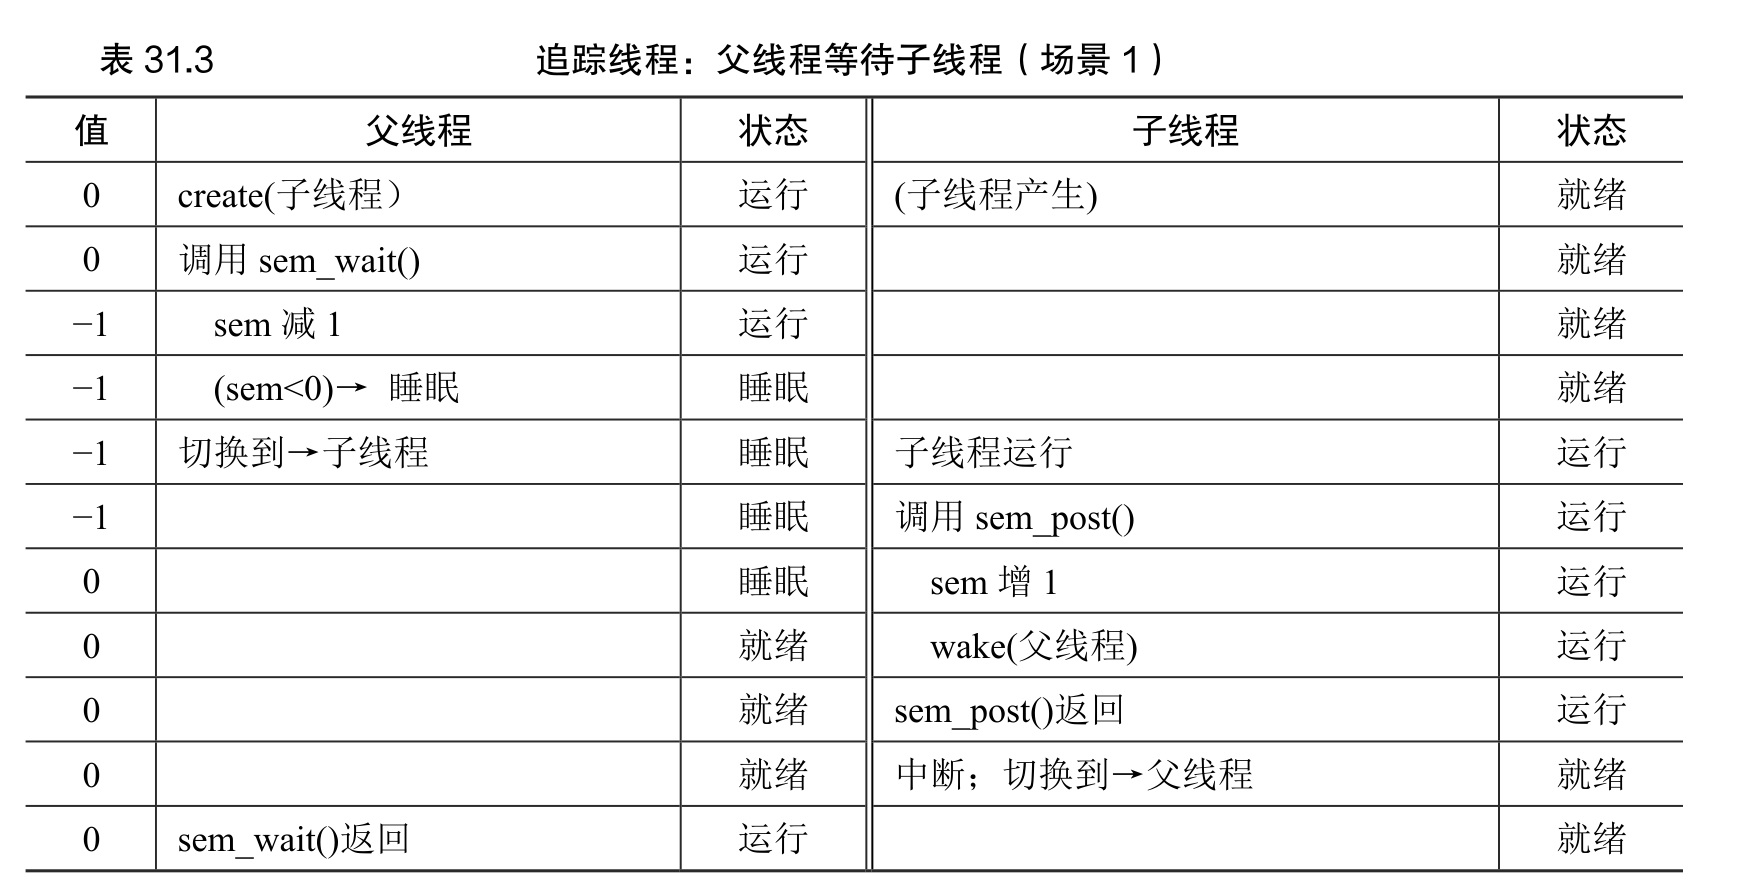 表 31.3 追踪线程：父线程等待子线程（场景 1）
值 父线程 状态 子线程 状态
0 create(子线程） 运行 (子线程产生) 就绪
0 调用 sem_wait() 运行 就绪
−1 sem 减 1 运行 就绪
−1 (sem<0)→ 睡眠 睡眠 就绪
−1 切换到→子线程 睡眠 子线程运行 运行
−1 睡眠 调用 sem_post() 运行
0 睡眠 sem 增 1 运行
0 就绪 wake(父线程) 运行
0 就绪 sem_post()返回 运行
0 就绪 中断；切换到→父线程 就绪
0 sem_wait()返回 运行 就绪